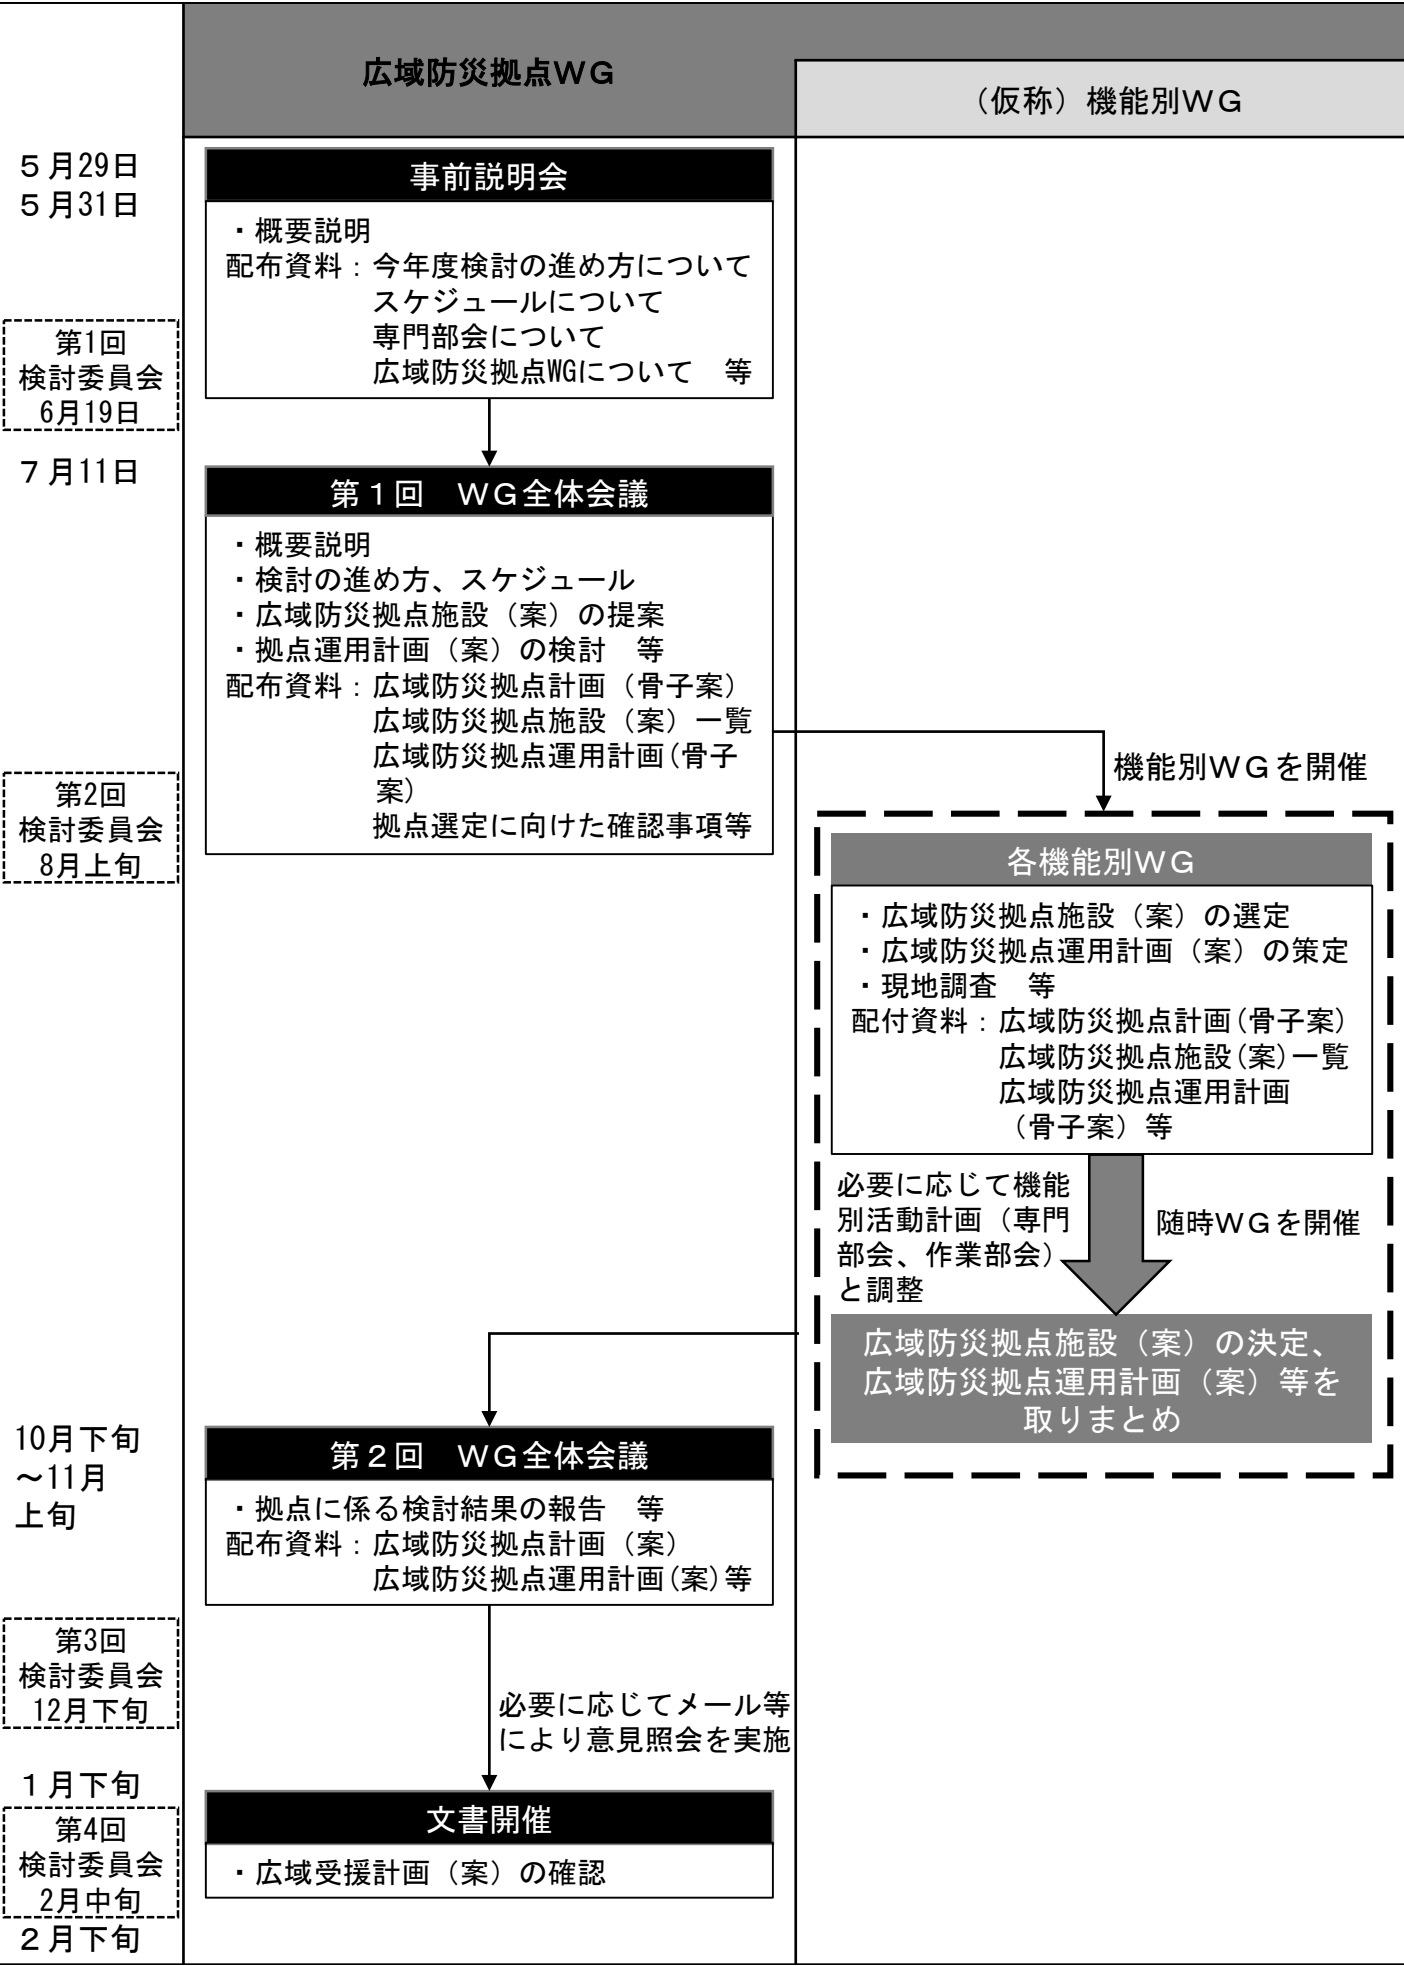 広域防災拠点ＷＧ
（仮称）機能別ＷＧ
５月29日
５月31日
事前説明会
・概要説明
配布資料：今年度検討の進め方について
スケジュールについて
専門部会について
広域防災拠点WGについて　等
第1回
検討委員会
6月19日
７月11日
第１回　ＷＧ全体会議
・概要説明
・検討の進め方、スケジュール
・広域防災拠点施設（案）の提案
・拠点運用計画（案）の検討　等
配布資料：広域防災拠点計画（骨子案）
広域防災拠点施設（案）一覧
広域防災拠点運用計画(骨子
案)
拠点選定に向けた確認事項等
第2回
検討委員会
8月上旬
機能別ＷＧを開催
各機能別ＷＧ
・広域防災拠点施設（案）の選定
・広域防災拠点運用計画（案）の策定
・現地調査　等
配付資料：広域防災拠点計画(骨子案)
広域防災拠点施設(案)一覧
広域防災拠点運用計画
（骨子案）等
必要に応じて機能
別活動計画（専門
部会、作業部会）
と調整
随時ＷＧを開催
広域防災拠点施設（案）の決定、
広域防災拠点運用計画（案）等を
取りまとめ
10月下旬
～11月
上旬
第２回　ＷＧ全体会議
・拠点に係る検討結果の報告　等
配布資料：広域防災拠点計画（案）
広域防災拠点運用計画(案)等
第3回
検討委員会
12月下旬
必要に応じてメール等
により意見照会を実施
１月下旬
文書開催
・広域受援計画（案）の確認
第4回
検討委員会
2月中旬
２月下旬